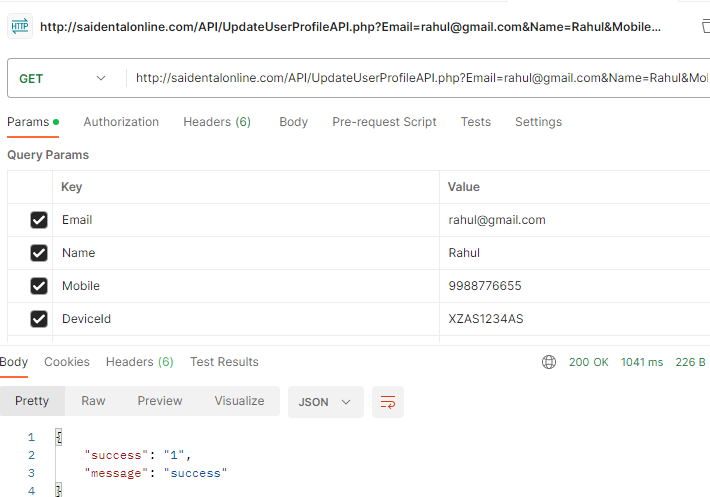 HTTP http://saidentalonline.com/API/UpdateUserProfileAPI.php?Email=rahul@gmail.com&Name=Rahul&Mobile...
GET http://saidentalonline.com/API/UpdateUserProfileAPI.php?Email=rahul@gmail.com&Name=Rahul&Mol
Params Authorization Headers (6) Body Pre-request Script Tests Settings
Query Params
Key Value
Email rahul@gmail.com
Name Rahul
Mobile 9988776655
DeviceId XZAS1234AS
Body Cookies Headers (6) Test Results 200 OK 1041 ms 226 B
Pretty Raw Preview Visualize JSON
1 {
2 "success": "1",
3 "message": "success"
4 }